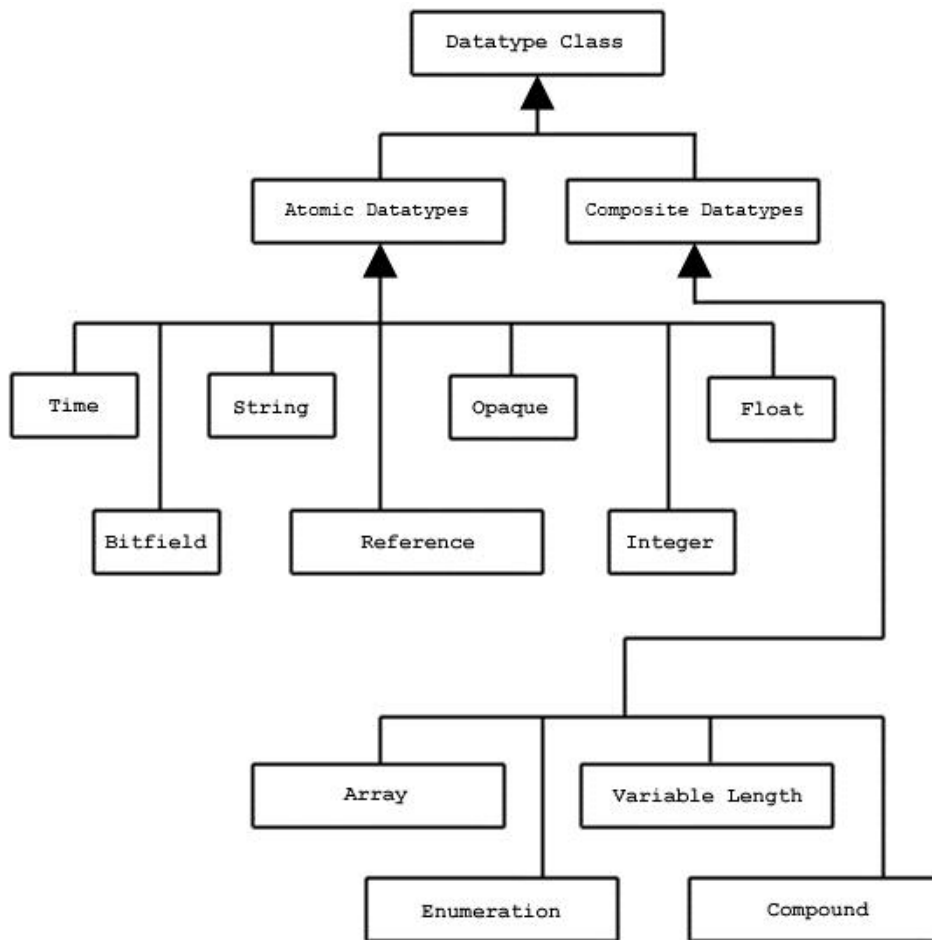 Datatype Class
Atomic Datatypes
Composite Datatypes
Time
String
Opaque
Float
Bitfield
Reference
Integer
Array
Variable Length
Enumeration
Compound